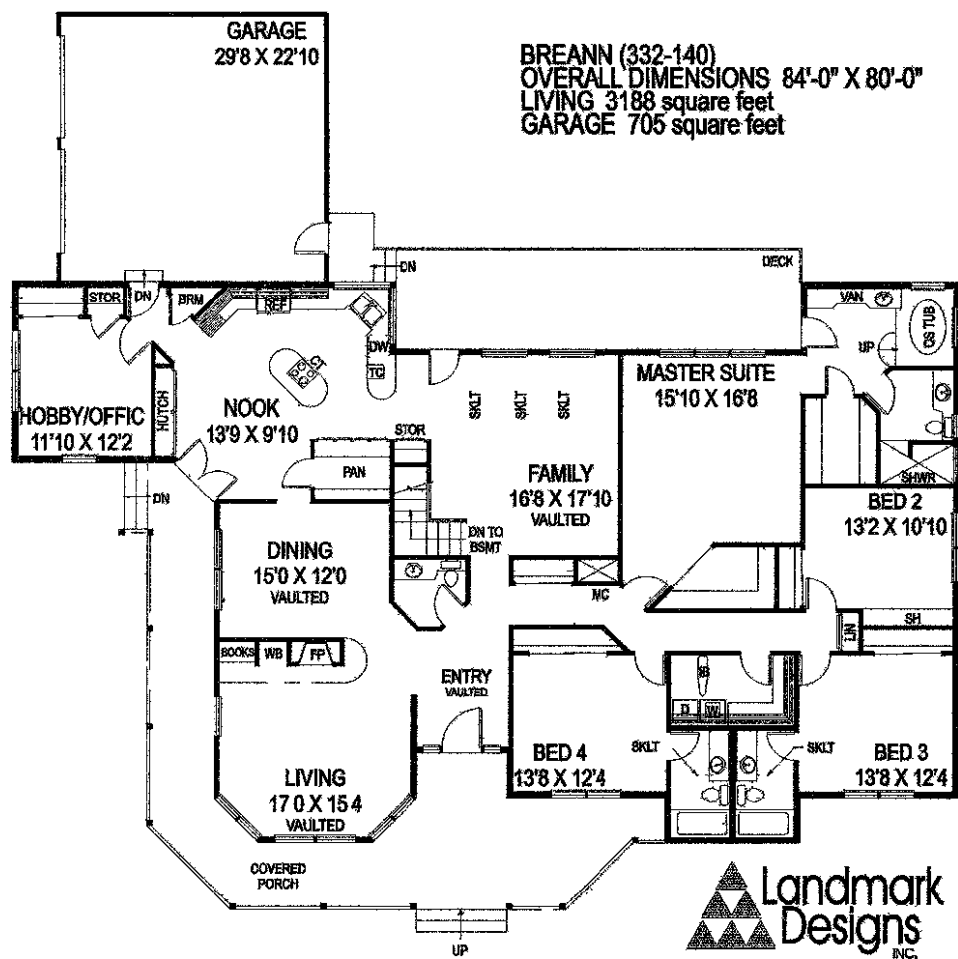 GARAGE
29'8 X 22'10
BREANN (332-140)
OVERALL DIMENSIONS 84'-0" X 80'-0"
LIVING 3188 square feet
GARAGE 705 square feet
DECK
DN
STOR
DN
BRM
REF
VAN
OS TUB
UP
DW
TC
CT
HOBBY/OFFIC
11'10 X 12'2
HUTCH
NOOK
13'9 X 9'10
SKLT
SKLT
SKLT
MASTER SUITE
15'10 X 16'8
STOR
PAN
FAMILY
16'8 X 17'10
VAULTED
SHWR
BED 2
13'2 X 10'10
DN
DN TO
BSMT
DINING
15'0 X 12'0
VAULTED
MC
SH
LIN
BOOKS
WB
FP
ENTRY
VAULTED
IB
D
W
BED 4
13'8 X 12'4
SKLT
SKLT
BED 3
13'8 X 12'4
LIVING
17 0 X 15 4
VAULTED
COVERED
PORCH
UP
Landmark
Designs
INC.